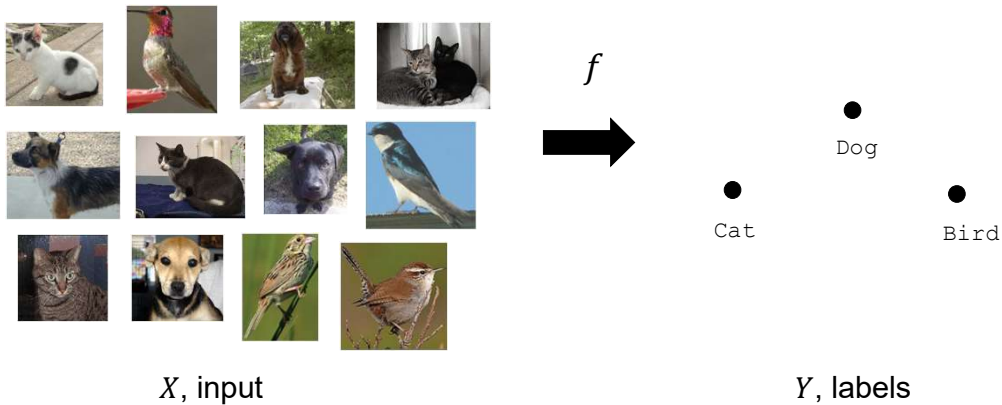 f
Dog
Cat
Bird
X, input
Y, labels